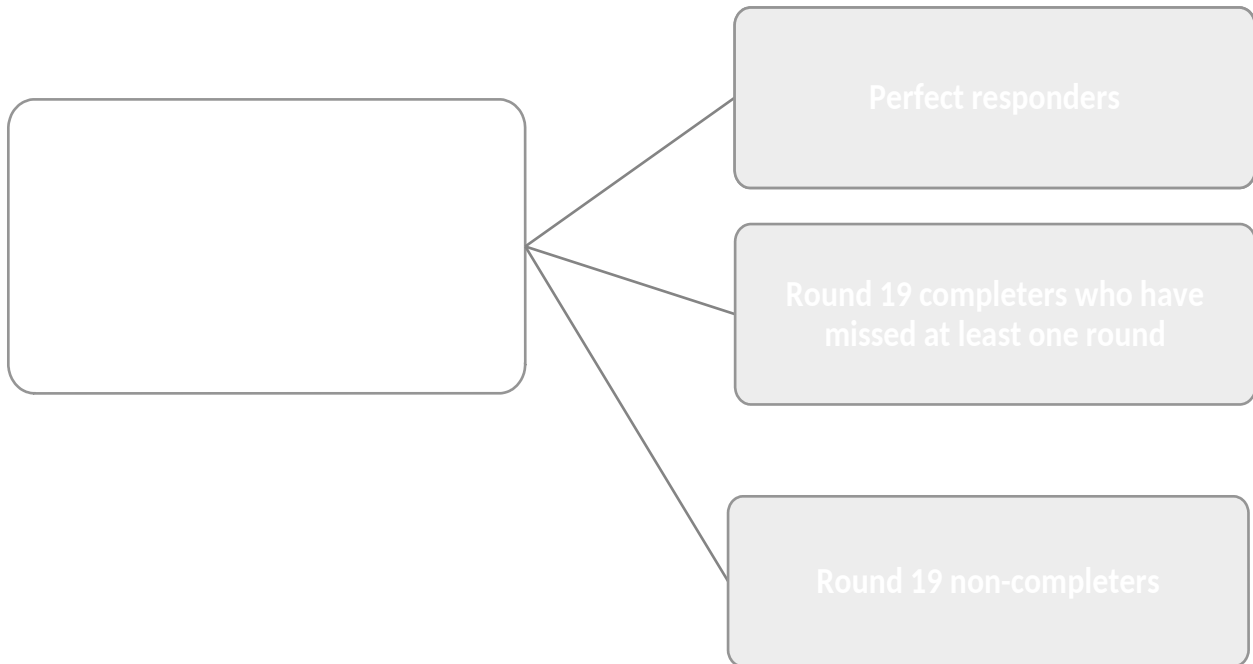 Perfect responders
Round 19 completers who have
missed at least one round
Round 19 non-completers